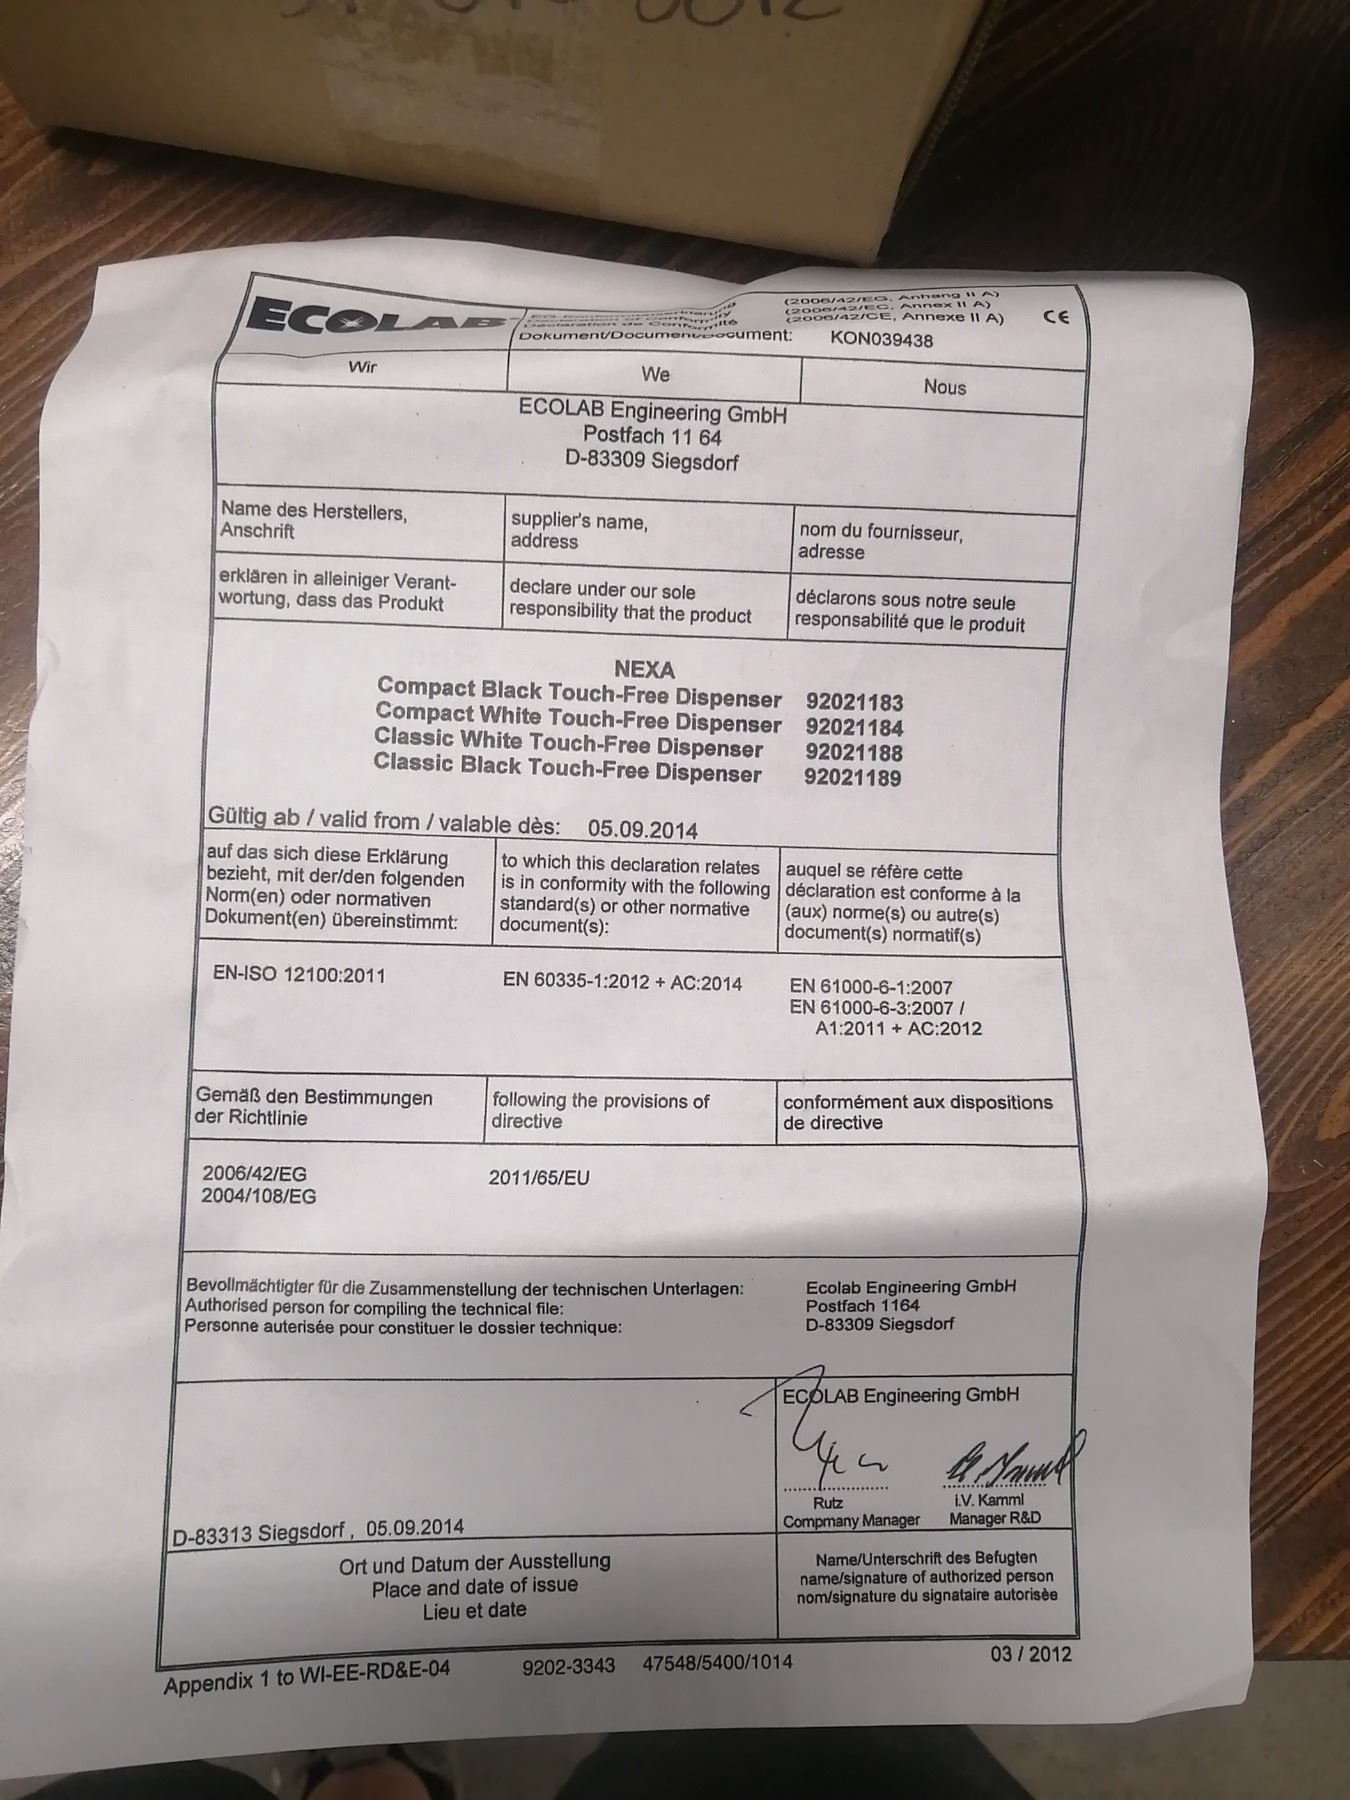 ECOLAB
EG-Konformitätserklärung
Déclaration de Conformité
(2006/42/EG, Anhang II A)
(2006/42/EC, Annex II A)
(2006/42/CE, Annexe II A)
CE
Dokument/Document/Document: KON039438
Wir We Nous
ECOLAB Engineering GmbH
Postfach 11 64
D-83309 Siegsdorf
Name des Herstellers,
Anschrift
supplier's name,
address
nom du fournisseur,
adresse
erklären in alleiniger Verant-
wortung, dass das Produkt
declare under our sole
responsibility that the product
déclarons sous notre seule
responsabilité que le produit
NEXA
Compact Black Touch-Free Dispenser 92021183
Compact White Touch-Free Dispenser 92021184
Classic White Touch-Free Dispenser 92021188
Classic Black Touch-Free Dispenser 92021189
Gültig ab / valid from / valable dès: 05.09.2014
auf das sich diese Erklärung
bezieht, mit der/den folgenden
Norm(en) oder normativen
Dokument(en) übereinstimmt:
to which this declaration relates
is in conformity with the following
standard(s) or other normative
document(s):
auquel se réfère cette
déclaration est conforme à la
(aux) norme(s) ou autre(s)
document(s) normatif(s)
EN-ISO 12100:2011
EN 60335-1:2012 + AC:2014
EN 61000-6-1:2007
EN 61000-6-3:2007 /
A1:2011 + AC:2012
Gemäß den Bestimmungen
der Richtlinie
following the provisions of
directive
conformément aux dispositions
de directive
2006/42/EG
2004/108/EG
2011/65/EU
Bevollmächtigter für die Zusammenstellung der technischen Unterlagen:
Authorised person for compiling the technical file:
Personne auterisée pour constituer le dossier technique:
Ecolab Engineering GmbH
Postfach 1164
D-83309 Siegsdorf
ECOLAB Engineering GmbH
Rutz
Compmany Manager
i.V. Kamml
Manager R&D
D-83313 Siegsdorf , 05.09.2014
Ort und Datum der Ausstellung
Place and date of issue
Lieu et date
Name/Unterschrift des Befugten
name/signature of authorized person
nom/signature du signataire autorisèe
Appendix 1 to WI-EE-RD&E-04 9202-3343 47548/5400/1014 03 / 2012